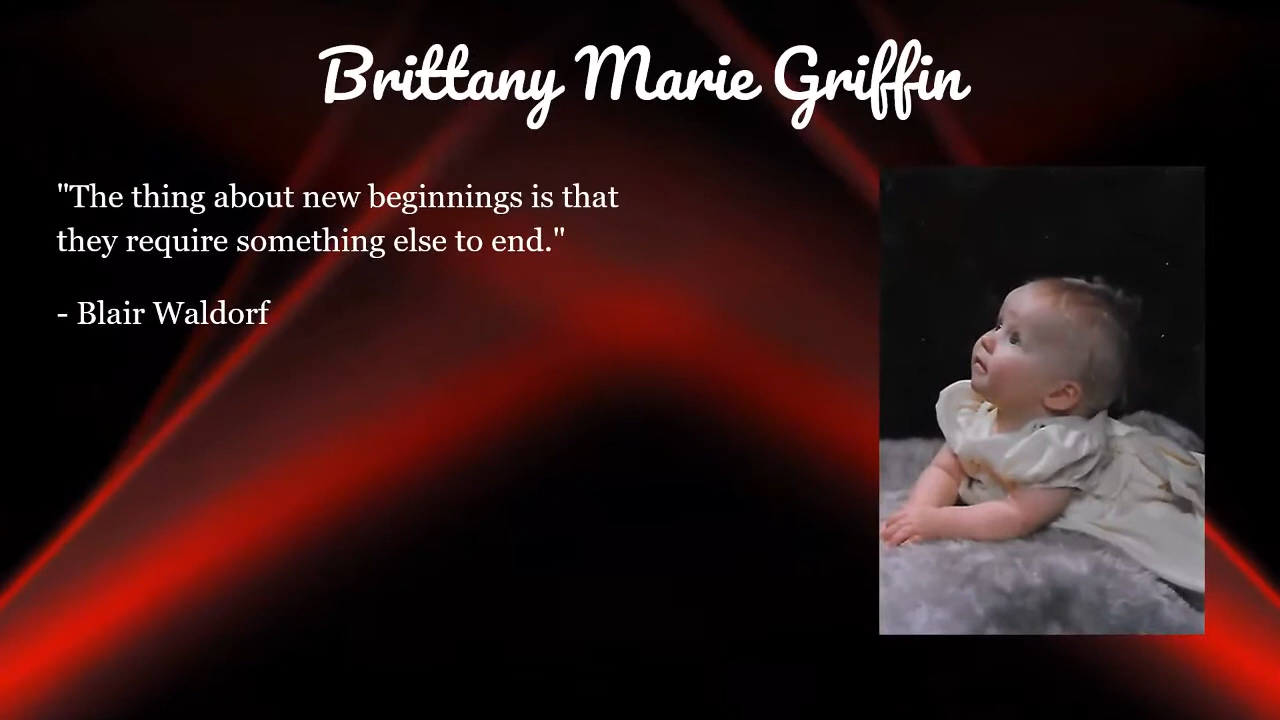 Brittany Marie Griffin
"The thing about new beginnings is that
they require something else to end."
- Blair Waldorf